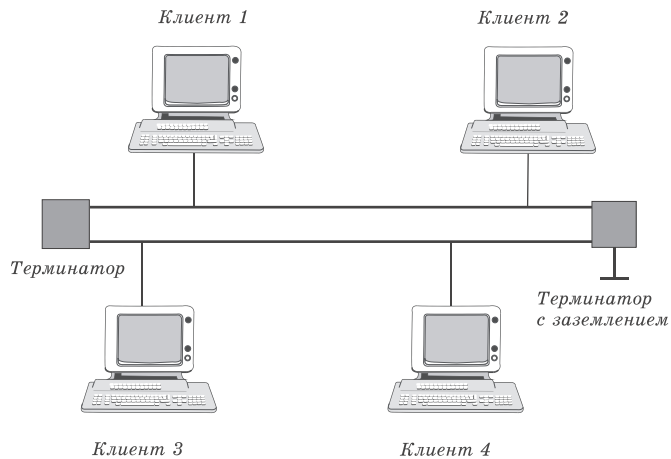 Клиент 1
Клиент 2
Терминатор
Терминатор
с заземлением
Клиент 3
Клиент 4